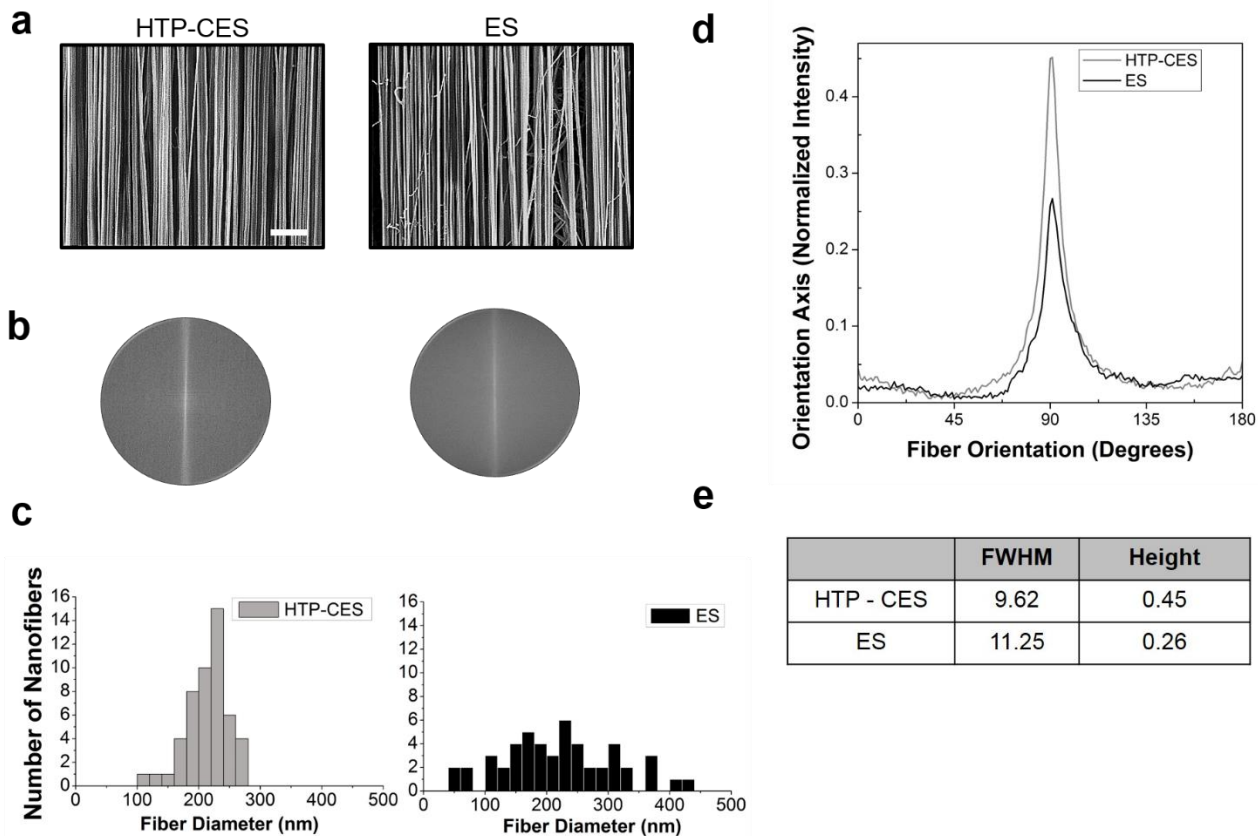 a
HTP-CES
ES
b
c
Number of Nanofibers
16
14
12
10
8
6
4
2
0
HTP-CES
0 100 200 300 400 500
Fiber Diameter (nm)
16
14
12
10
8
6
4
2
0
ES
0 100 200 300 400 500
Fiber Diameter (nm)
d
Orientation Axis (Normalized Intensity)
0.4
0.3
0.2
0.1
0.0
HTP-CES
ES
0 45 90 135 180
Fiber Orientation (Degrees)
e
FWHM Height
HTP - CES 9.62 0.45
ES 11.25 0.26